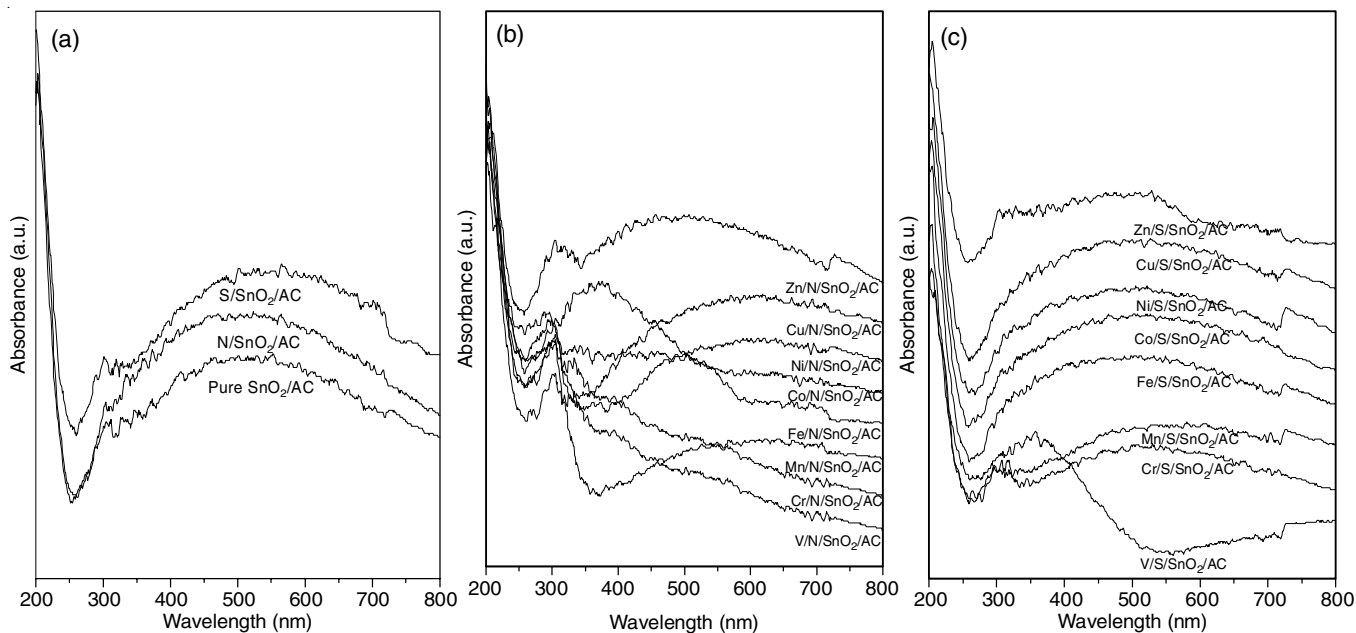 (a)
Absorbance (a.u.)
S/SnO2/AC
N/SnO2/AC
Pure SnO2/AC
200 300 400 500 600 700 800
Wavelength (nm)
(b)
Absorbance (a.u.)
Zn/N/SnO2/AC
Cu/N/SnO2/AC
Ni/N/SnO2/AC
Co/N/SnO2/AC
Fe/N/SnO2/AC
Mn/N/SnO2/AC
Cr/N/SnO2/AC
V/N/SnO2/AC
200 300 400 500 600 700 800
Wavelength (nm)
(c)
Absorbance (a.u.)
Zn/S/SnO2/AC
Cu/S/SnO2/AC
Ni/S/SnO2/AC
Co/S/SnO2/AC
Fe/S/SnO2/AC
Mn/S/SnO2/AC
Cr/S/SnO2/AC
V/S/SnO2/AC
200 300 400 500 600 700 800
Wavelength (nm)